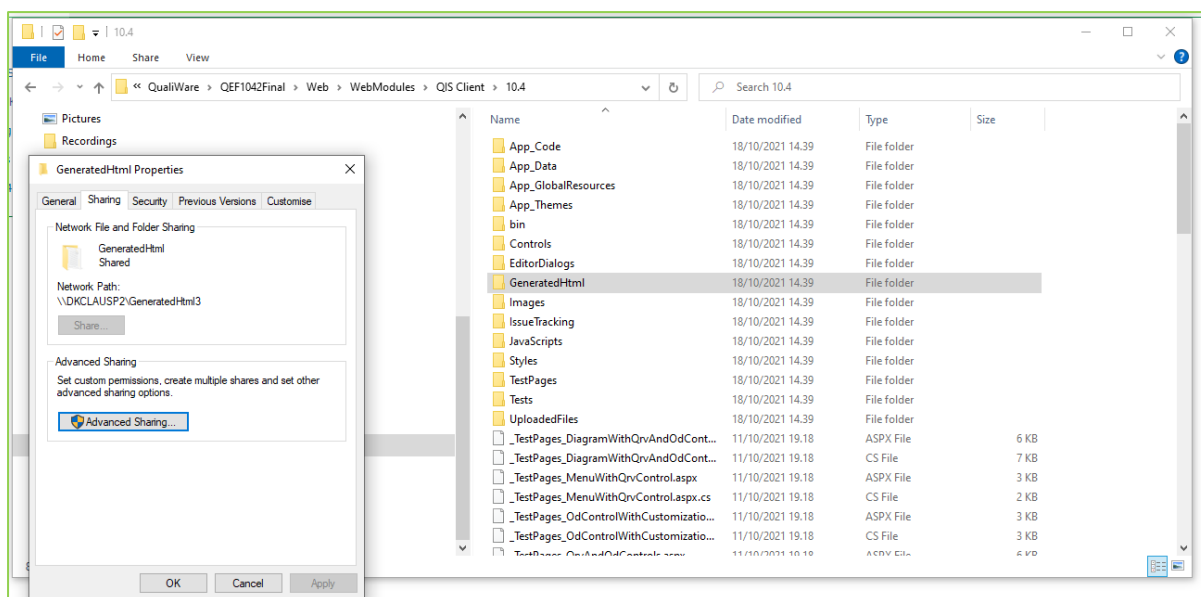 10.4
File Home Share View
« QualiWare › QEF1042Final › Web › WebModules › QIS Client › 10.4
Search 10.4
Pictures
Recordings
GeneratedHtml Properties
General Sharing Security Previous Versions Customise
Network File and Folder Sharing
GeneratedHtml
Shared
Network Path:
\\DKCLAUSP2\GeneratedHtml3
Share...
Advanced Sharing
Set custom permissions, create multiple shares and set other
advanced sharing options.
Advanced Sharing...
OK Cancel Apply
Name Date modified Type Size
App_Code 18/10/2021 14.39 File folder
App_Data 18/10/2021 14.39 File folder
App_GlobalResources 18/10/2021 14.39 File folder
App_Themes 18/10/2021 14.39 File folder
bin 18/10/2021 14.39 File folder
Controls 18/10/2021 14.39 File folder
EditorDialogs 18/10/2021 14.39 File folder
GeneratedHtml 18/10/2021 14.39 File folder
Images 18/10/2021 14.39 File folder
IssueTracking 18/10/2021 14.39 File folder
JavaScripts 18/10/2021 14.39 File folder
Styles 18/10/2021 14.39 File folder
TestPages 18/10/2021 14.39 File folder
Tests 18/10/2021 14.39 File folder
UploadedFiles 18/10/2021 14.39 File folder
_TestPages_DiagramWithQrvAndOdCont... 11/10/2021 19.18 ASPX File 6 KB
_TestPages_DiagramWithQrvAndOdCont... 11/10/2021 19.18 CS File 7 KB
_TestPages_MenuWithQrvControl.aspx 11/10/2021 19.18 ASPX File 3 KB
_TestPages_MenuWithQrvControl.aspx.cs 11/10/2021 19.18 CS File 2 KB
_TestPages_OdControlWithCustomizatio... 11/10/2021 19.18 ASPX File 3 KB
_TestPages_OdControlWithCustomizatio... 11/10/2021 19.18 CS File 3 KB
_TestPages_QrvAndOdControls.aspx 11/10/2021 19.18 ASPX File 6 KB